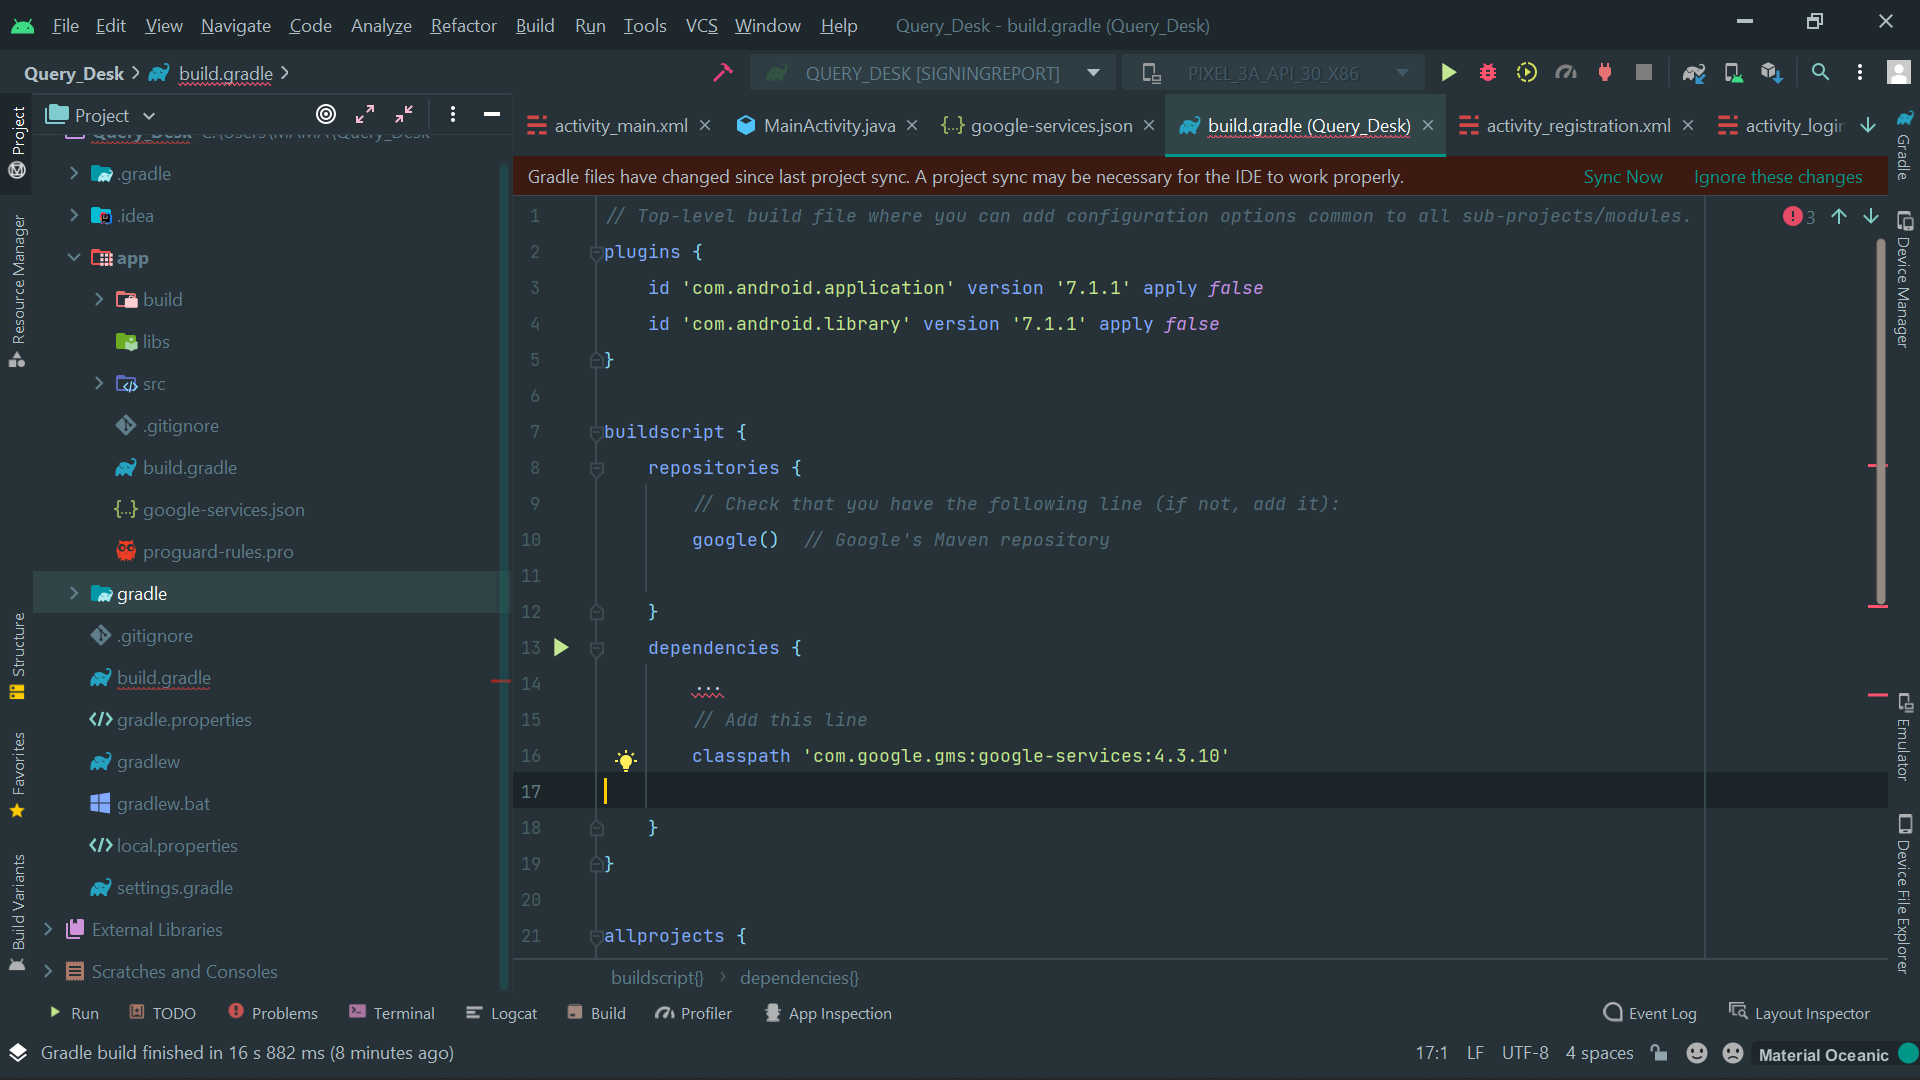 File Edit View Navigate Code Analyze Refactor Build Run Tools VCS Window Help Query_Desk - build.gradle (Query_Desk)
Query_Desk build.gradle QUERY_DESK [SIGNINGREPORT] PIXEL_3A_API_30_X86
Project
activity_main.xml MainActivity.java google-services.json build.gradle (Query_Desk) activity_registration.xml activity_login
Gradle files have changed since last project sync. A project sync may be necessary for the IDE to work properly. Sync Now Ignore these changes
Project
Resource Manager
Structure
Favorites
Build Variants
Query_Desk
.gradle
.idea
app
build
libs
src
.gitignore
build.gradle
google-services.json
proguard-rules.pro
gradle
.gitignore
build.gradle
gradle.properties
gradlew
gradlew.bat
local.properties
settings.gradle
External Libraries
Scratches and Consoles
1 // Top-level build file where you can add configuration options common to all sub-projects/modules.
2 plugins {
3 id 'com.android.application' version '7.1.1' apply false
4 id 'com.android.library' version '7.1.1' apply false
5 }
6
7 buildscript {
8 repositories {
9 // Check that you have the following line (if not, add it):
10 google() // Google's Maven repository
11
12 }
13 dependencies {
14 ...
15 // Add this line
16 classpath 'com.google.gms:google-services:4.3.10'
17
18 }
19 }
20
21 allprojects {
3
Gradle
Device Manager
Emulator
Device File Explorer
buildscript{} dependencies{}
Run TODO Problems Terminal Logcat Build Profiler App Inspection Event Log Layout Inspector
Gradle build finished in 16 s 882 ms (8 minutes ago) 17:1 LF UTF-8 4 spaces Material Oceanic